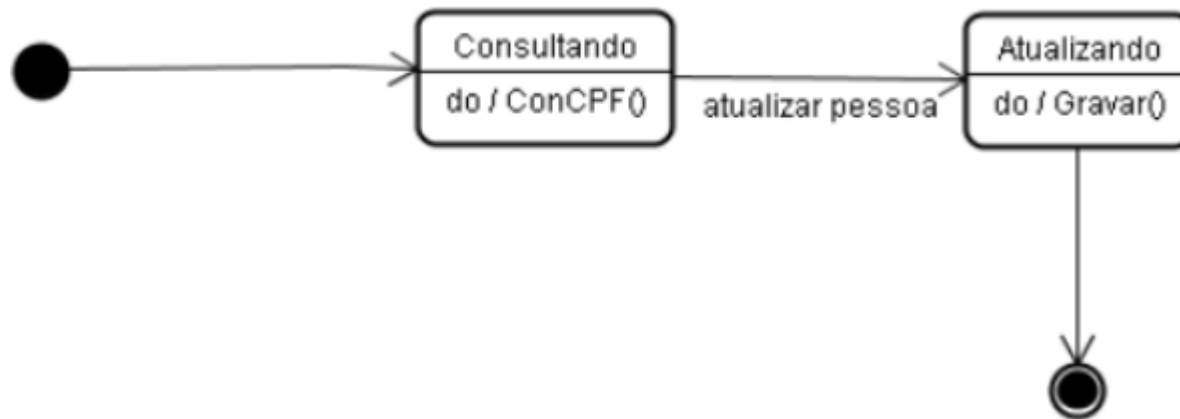 Consultando
do / ConCPF()
atualizar pessoa
Atualizando
do / Gravar()